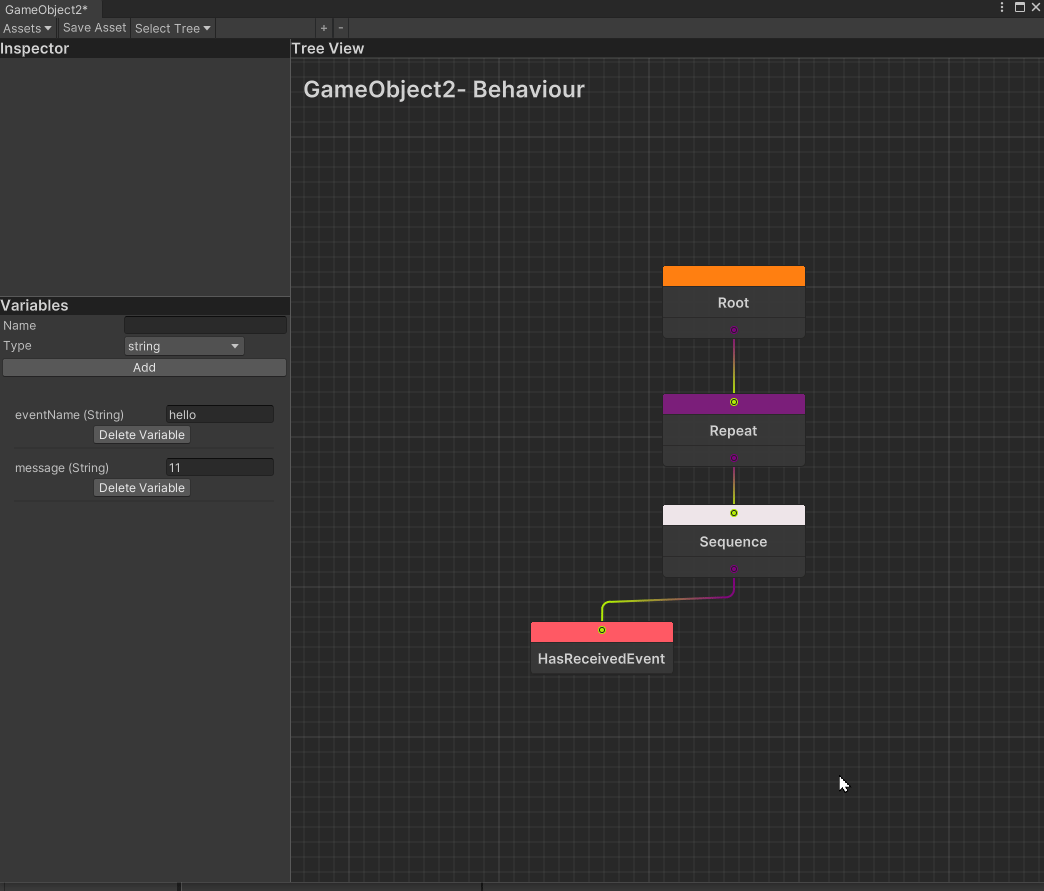 GameObject2*
Assets Save Asset Select Tree + -
Inspector
Tree View
GameObject2- Behaviour
Root
Repeat
Sequence
HasReceivedEvent
Variables
Name
Type string
Add
eventName (String) hello
Delete Variable
message (String) 11
Delete Variable